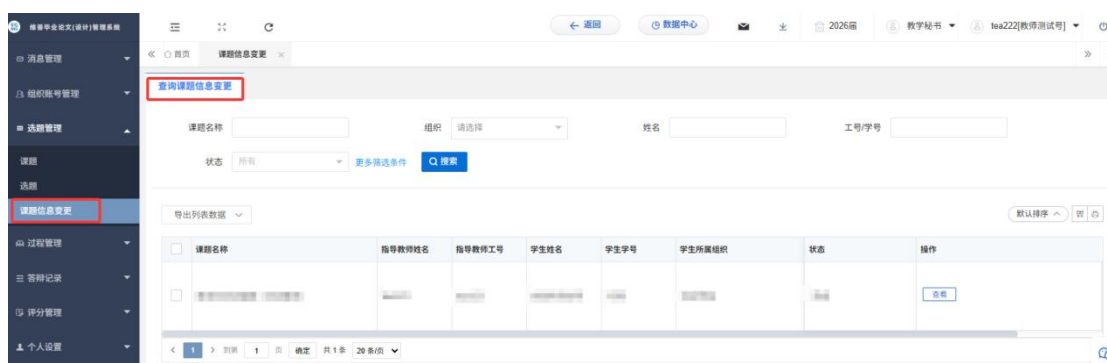 维普毕业论文(设计)管理系统
返回
数据中心
2026届
教学秘书
tea222[教师测试号]
消息管理
首页
课题信息变更
组织账号管理
查询课题信息变更
选题管理
课题名称
组织
请选择
姓名
工号/学号
课题
状态
所有
更多筛选条件
搜索
选题
课题信息变更
导出列表数据
默认排序
过程管理
课题名称
指导教师姓名
指导教师工号
学生姓名
学生学号
学生所属组织
状态
操作
答辩记录
查看
评分管理
个人设置
1
到第 1 页
确定
共 1 条
20 条/页